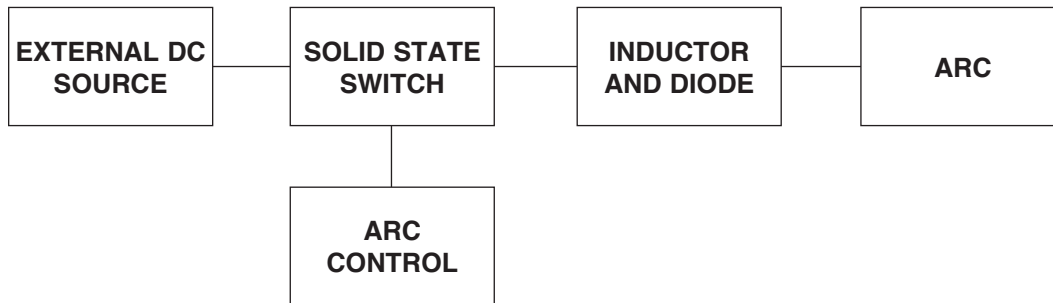 EXTERNAL DC
SOURCE
SOLID STATE
SWITCH
INDUCTOR
AND DIODE
ARC
ARC
CONTROL